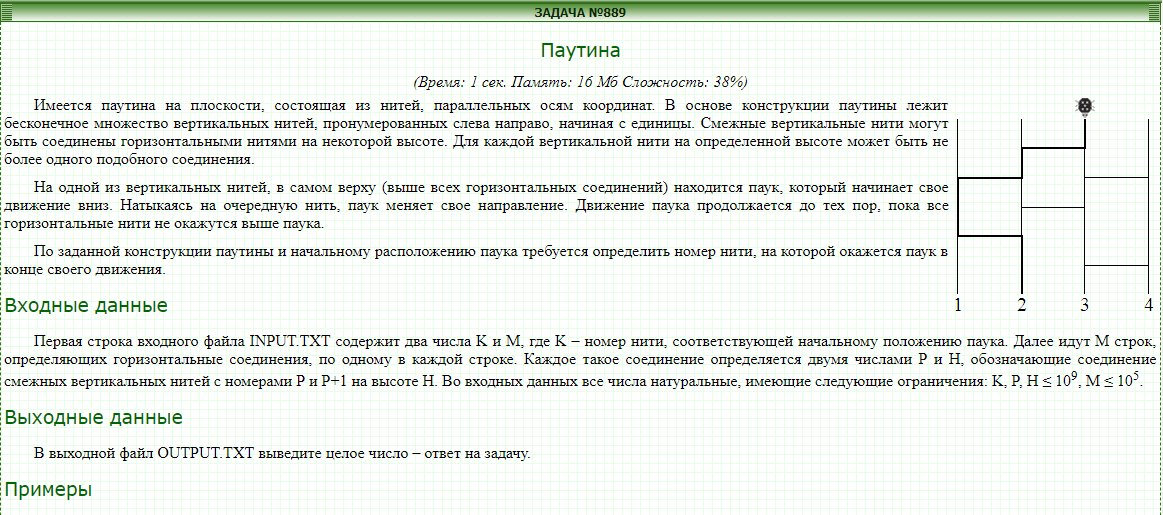 ЗАДАЧА №889
Паутина
(Время: 1 сек. Память: 16 Мб Сложность: 38%)
Имеется паутина на плоскости, состоящая из нитей, параллельных осям координат. В основе конструкции паутины лежит
бесконечное множество вертикальных нитей, пронумерованных слева направо, начиная с единицы. Смежные вертикальные нити могут
быть соединены горизонтальными нитями на некоторой высоте. Для каждой вертикальной нити на определенной высоте может быть не
более одного подобного соединения.
На одной из вертикальных нитей, в самом верху (выше всех горизонтальных соединений) находится паук, который начинает свое
движение вниз. Натыкаясь на очередную нить, паук меняет свое направление. Движение паука продолжается до тех пор, пока все
горизонтальные нити не окажутся выше паука.
По заданной конструкции паутины и начальному расположению паука требуется определить номер нити, на которой окажется паук в
конце своего движения.
1 2 3 4
Входные данные
Первая строка входного файла INPUT.TXT содержит два числа K и M, где K – номер нити, соответствующей начальному положению паука. Далее идут M строк,
определяющих горизонтальные соединения, по одному в каждой строке. Каждое такое соединение определяется двумя числами P и H, обозначающие соединение
смежных вертикальных нитей с номерами P и P+1 на высоте H. Во входных данных все числа натуральные, имеющие следующие ограничения: K, P, H ≤ 10⁹, M ≤ 10⁵.
Выходные данные
В выходной файл OUTPUT.TXT выведите целое число – ответ на задачу.
Примеры